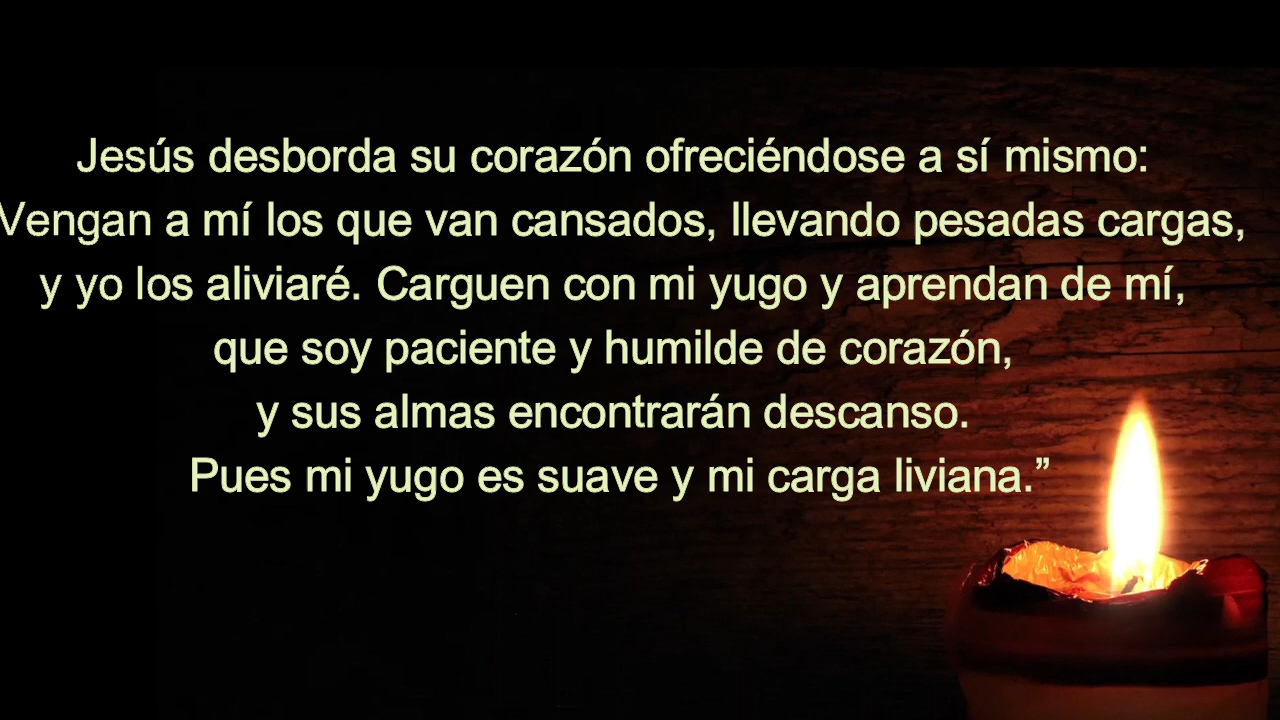 Jesús desborda su corazón ofreciéndose a sí mismo:
Vengan a mí los que van cansados, llevando pesadas cargas,
y yo los aliviaré. Carguen con mi yugo y aprendan de mí,
que soy paciente y humilde de corazón,
y sus almas encontrarán descanso.
Pues mi yugo es suave y mi carga liviana.”